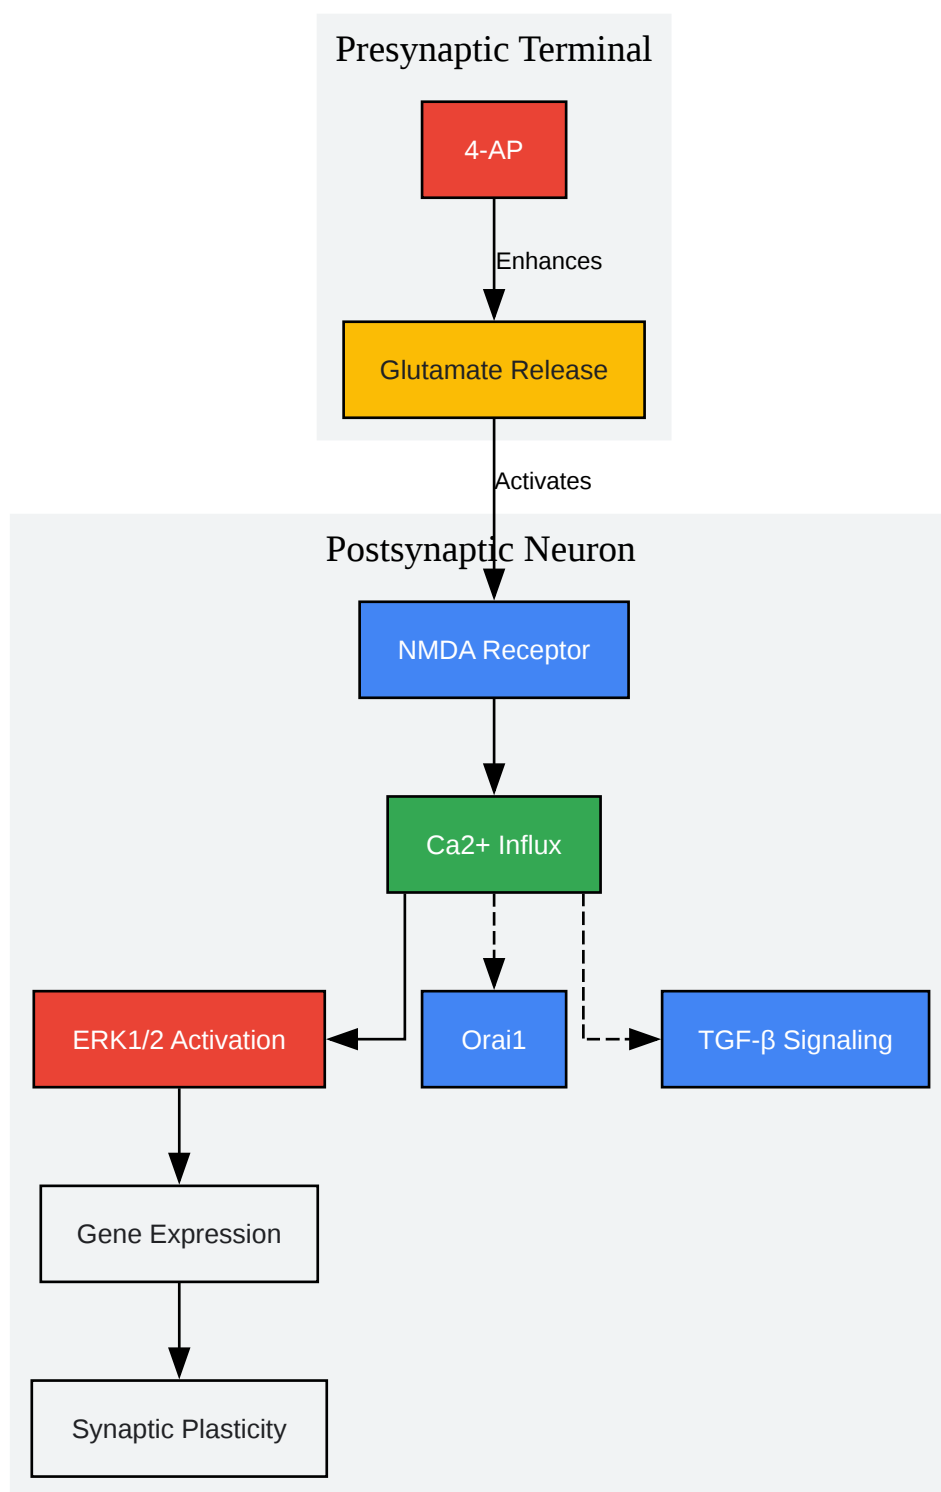 Presynaptic Terminal
4-AP
Enhances
Glutamate Release
Activates
Postsynaptic Neuron
NMDA Receptor
Ca2+ Influx
ERK1/2 Activation
Orai1
TGF-β Signaling
Gene Expression
Synaptic Plasticity